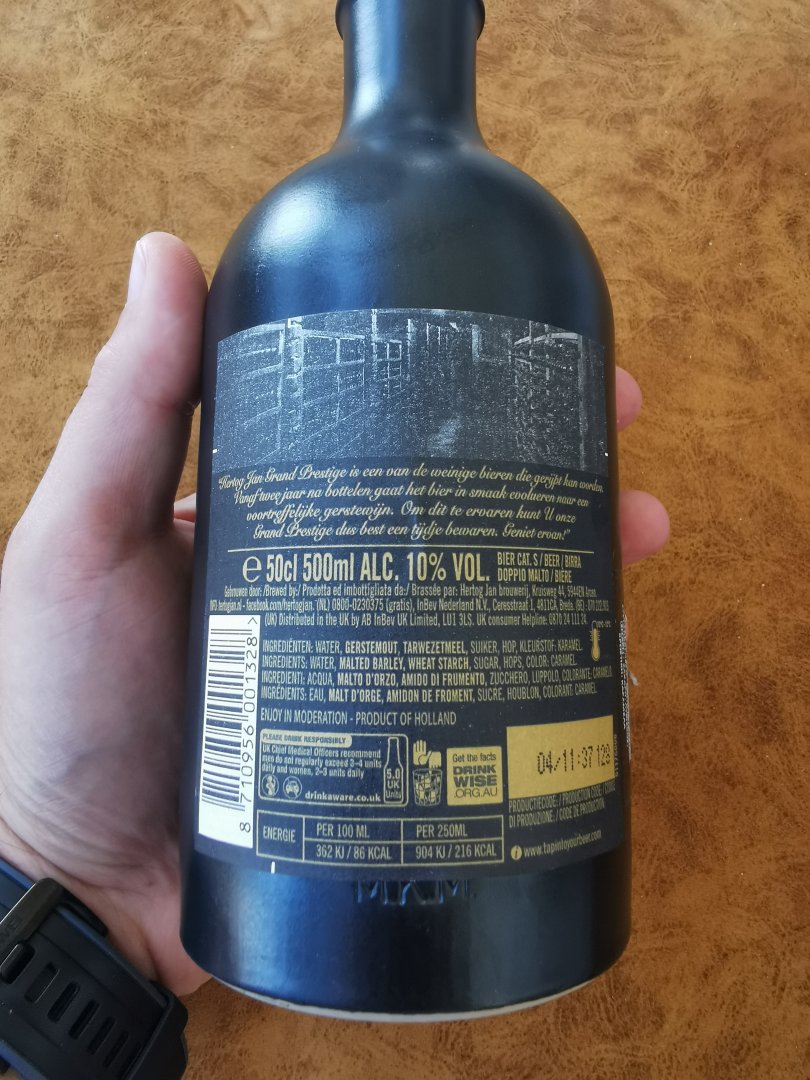 "Hertog Jan Grand Prestige is een van de weinige bieren die gerijpt kan worden.
Vanaf twee jaar na bottelen gaat het bier in smaak evolueren naar een
voortreffelijke gerstewijn. Om dit te ervaren kunt U onze
Grand Prestige dus best een tijdje bewaren. Geniet ervan!"
℮ 50cl 500ml ALC. 10% VOL. BIER CAT. S / BEER / BIRRA
DOPPIO MALTO / BIÈRE
Gebrouwen door: /Brewed by:/ Prodotta ed imbottigliata da:/ Brassée par: Hertog Jan brouwerij, Kruisweg 44, 5944EN Arcen.
INFO: hertogjan.nl - facebook.com/hertogjan. (NL) 0800-0230375 (gratis), InBev Nederland N.V., Ceresstraat 1, 4811CA, Breda.
(UK) Distributed in the UK by AB InBev UK Limited, LU1 3LS. UK consumer Helpline: 0870 24 111 24.
INGREDIËNTEN: WATER, GERSTEMOUT, TARWEZETMEEL, SUIKER, HOP, KLEURSTOF: KARAMEL.
INGREDIENTS: WATER, MALTED BARLEY, WHEAT STARCH, SUGAR, HOPS, COLOR: CARAMEL.
INGREDIENTI: ACQUA, MALTO D'ORZO, AMIDO DI FRUMENTO, ZUCCHERO, LUPPOLO, COLORANTE: CARAMELLO
INGRÉDIENTS: EAU, MALT D'ORGE, AMIDON DE FROMENT, SUCRE, HOUBLON, COLORANT: CARAMEL.
ENJOY IN MODERATION - PRODUCT OF HOLLAND
PLEASE DRINK RESPONSIBLY
UK Chief Medical Officers recommend
men do not regularly exceed 3-4 units
daily and women, 2-3 units daily
drinkaware.co.uk
5.0
UK
Units
Get the facts
DRINK
WISE
.ORG.AU
04/11:37 128
PRODUCTIECODE: / PRODUCTION CODE: / CODICE
DI PRODUZIONE: / CODE DE PRODUCTION:
ENERGIE PER 100 ML PER 250ML
362 KJ / 86 KCAL 904 KJ / 216 KCAL
www.tapintoyourbeer.com
8 710956 001328 >